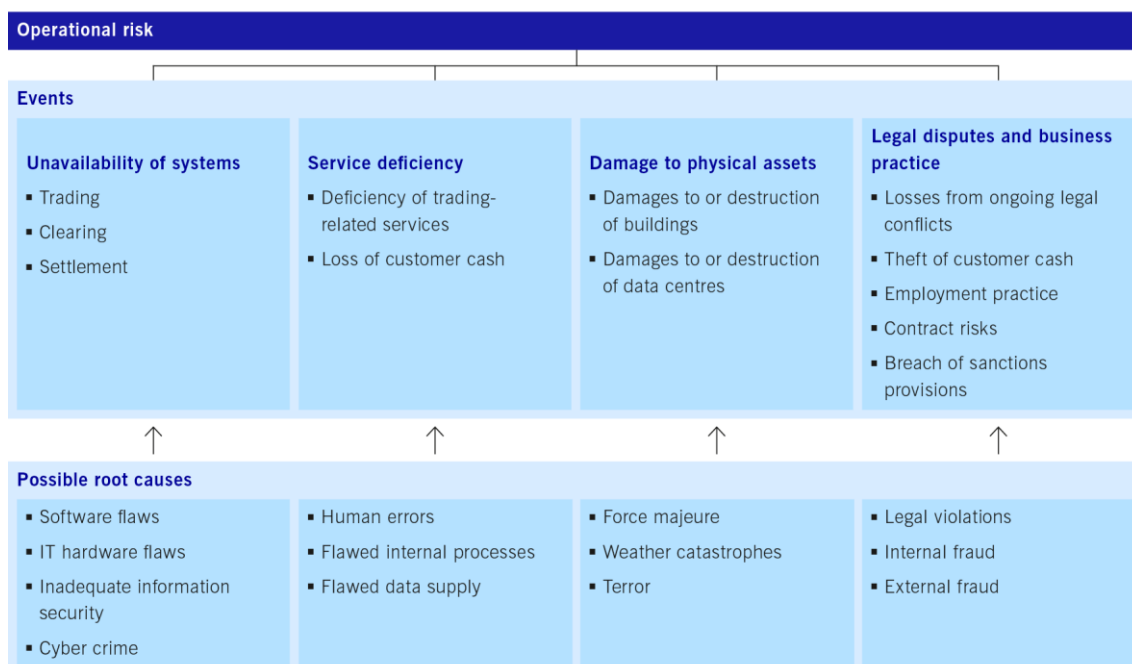 Operational risk
Events
Unavailability of systems
▪ Trading
▪ Clearing
▪ Settlement
Service deficiency
▪ Deficiency of trading-
related services
▪ Loss of customer cash
Damage to physical assets
▪ Damages to or destruction
of buildings
▪ Damages to or destruction
of data centres
Legal disputes and business
practice
▪ Losses from ongoing legal
conflicts
▪ Theft of customer cash
▪ Employment practice
▪ Contract risks
▪ Breach of sanctions
provisions
Possible root causes
▪ Software flaws
▪ IT hardware flaws
▪ Inadequate information
security
▪ Cyber crime
▪ Human errors
▪ Flawed internal processes
▪ Flawed data supply
▪ Force majeure
▪ Weather catastrophes
▪ Terror
▪ Legal violations
▪ Internal fraud
▪ External fraud